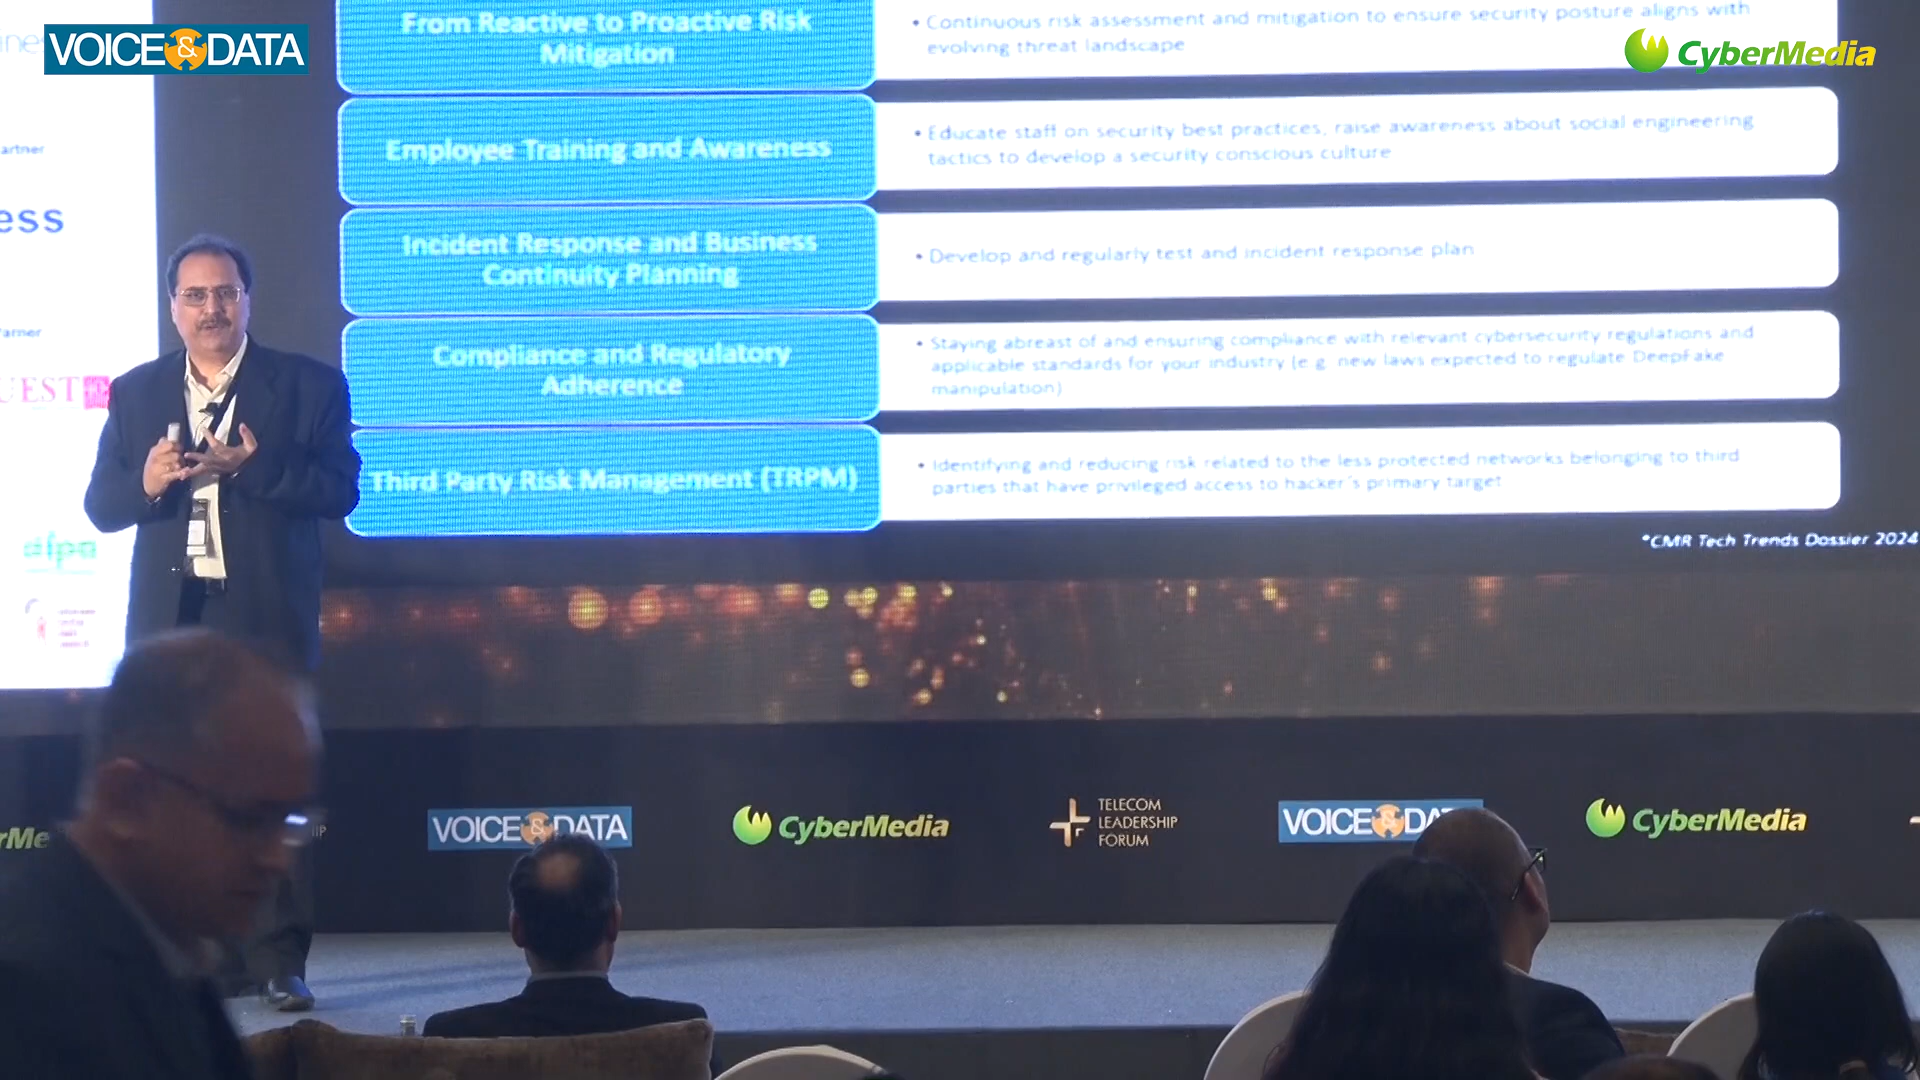 VOICE&DATA
CyberMedia
From Reactive to Proactive Risk
Mitigation
• Continuous risk assessment and mitigation to ensure security posture aligns with
evolving threat landscape
Employee Training and Awareness
• Educate staff on security best practices, raise awareness about social engineering
tactics to develop a security conscious culture
Incident Response and Business
Continuity Planning
• Develop and regularly test and incident response plan
Compliance and Regulatory
Adherence
• Staying abreast of and ensuring compliance with relevant cybersecurity regulations and
applicable standards for your industry (e.g. new laws expected to regulate DeepFake
manipulation)
Third Party Risk Management (TRPM)
• Identifying and reducing risk related to the less protected networks belonging to third
parties that have privileged access to hacker's primary target
*CMR Tech Trends Dossier 2024
artner
ess
UEST
VOICE&DATA
CyberMedia
TELECOM
LEADERSHIP
FORUM
VOICE&DA
CyberMedia
rMe
IP